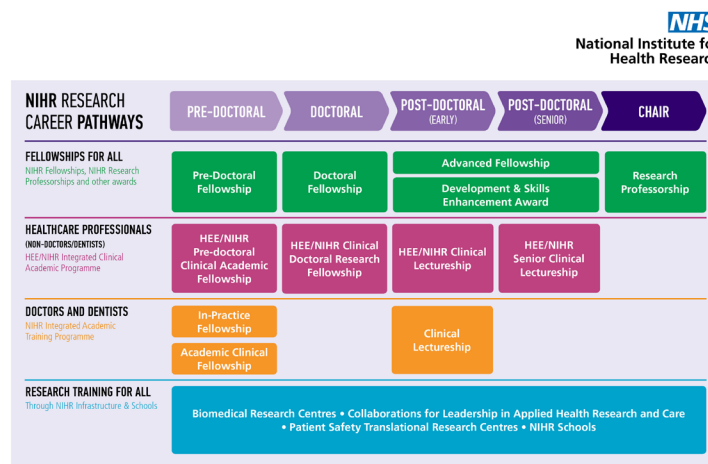 NHS
National Institute for
Health Research
NIHR RESEARCH
CAREER PATHWAYS
PRE-DOCTORAL
DOCTORAL
POST-DOCTORAL
(EARLY)
POST-DOCTORAL
(SENIOR)
CHAIR
FELLOWSHIPS FOR ALL
NIHR Fellowships, NIHR Research
Professorships and other awards
Pre-Doctoral
Fellowship
Doctoral
Fellowship
Advanced Fellowship
Development & Skills
Enhancement Award
Research
Professorship
HEALTHCARE PROFESSIONALS
(NON-DOCTORS/DENTISTS)
HEE/NIHR Integrated Clinical
Academic Programme
HEE/NIHR
Pre-doctoral
Clinical Academic
Fellowship
HEE/NIHR Clinical
Doctoral Research
Fellowship
HEE/NIHR Clinical
Lectureship
HEE/NIHR
Senior Clinical
Lectureship
DOCTORS AND DENTISTS
NIHR Integrated Academic
Training Programme
In-Practice
Fellowship
Academic Clinical
Fellowship
Clinical
Lectureship
RESEARCH TRAINING FOR ALL
Through NIHR Infrastructure & Schools
Biomedical Research Centres • Collaborations for Leadership in Applied Health Research and Care
• Patient Safety Translational Research Centres • NIHR Schools